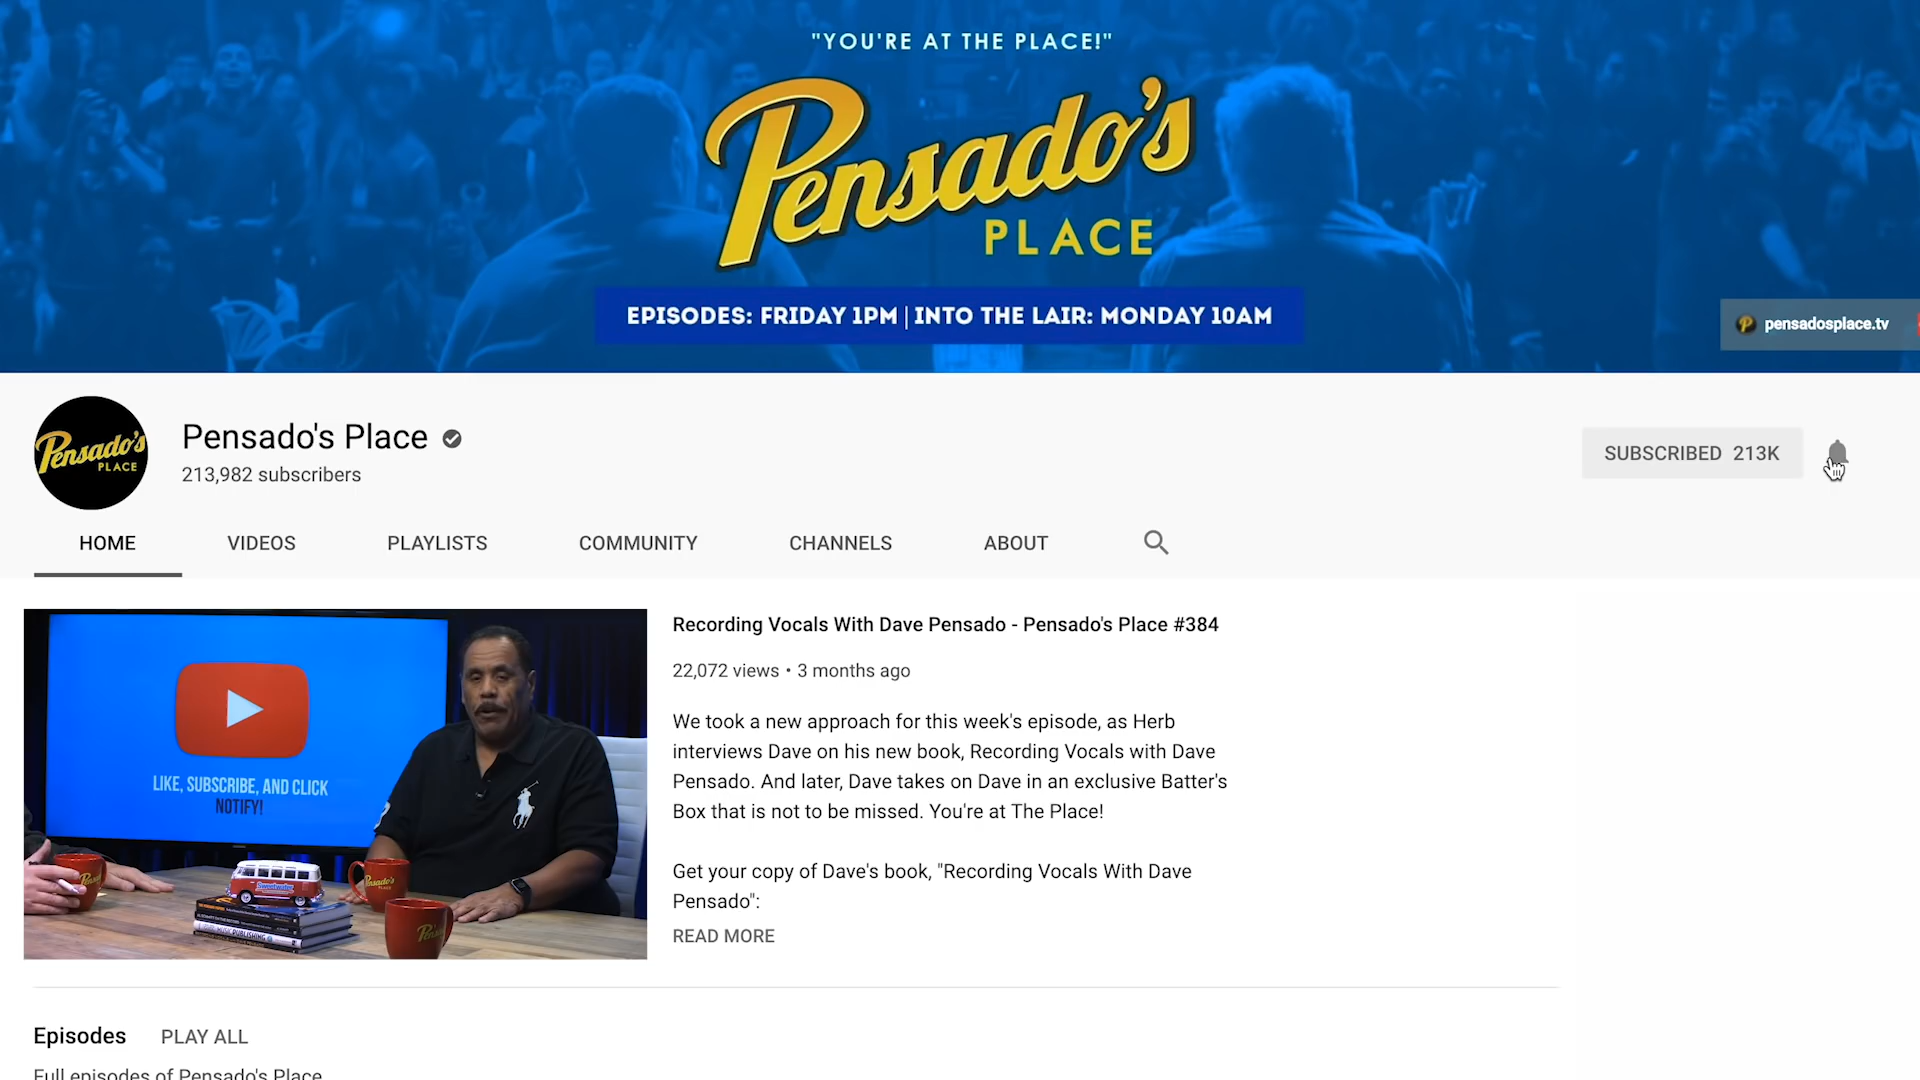 "YOU'RE AT THE PLACE!"
Pensado's
PLACE
EPISODES: FRIDAY 1PM | INTO THE LAIR: MONDAY 10AM
pensadosplace.tv
Pensado's
PLACE
Pensado's Place
213,982 subscribers
SUBSCRIBED 213K
HOME VIDEOS PLAYLISTS COMMUNITY CHANNELS ABOUT
LIKE, SUBSCRIBE, AND CLICK
NOTIFY!
Sweetwater
Pensado's
PLACE
PUBLISHING
Recording Vocals With Dave Pensado - Pensado's Place #384
22,072 views • 3 months ago
We took a new approach for this week's episode, as Herb
interviews Dave on his new book, Recording Vocals with Dave
Pensado. And later, Dave takes on Dave in an exclusive Batter's
Box that is not to be missed. You're at The Place!
Get your copy of Dave's book, "Recording Vocals With Dave
Pensado":
READ MORE
Episodes PLAY ALL
Full episodes of Pensado's Place